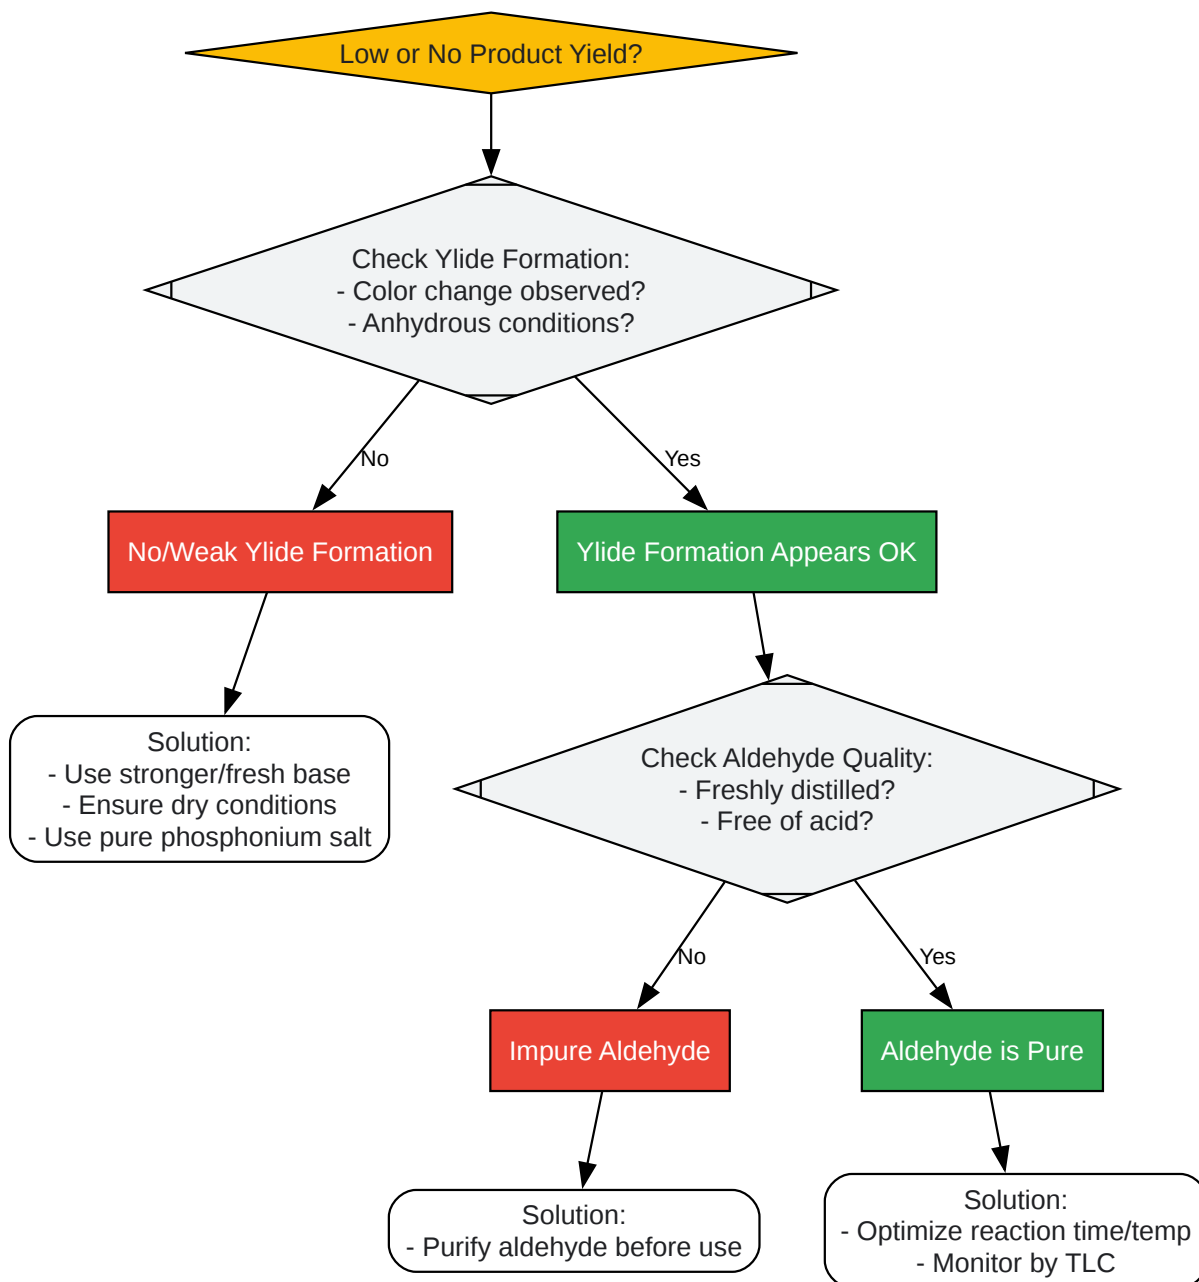 Low or No Product Yield?
Check Ylide Formation:
- Color change observed?
- Anhydrous conditions?
No
Yes
No/Weak Ylide Formation
Ylide Formation Appears OK
Solution:
- Use stronger/fresh base
- Ensure dry conditions
- Use pure phosphonium salt
Check Aldehyde Quality:
- Freshly distilled?
- Free of acid?
No
Yes
Impure Aldehyde
Aldehyde is Pure
Solution:
- Purify aldehyde before use
Solution:
- Optimize reaction time/temp
- Monitor by TLC